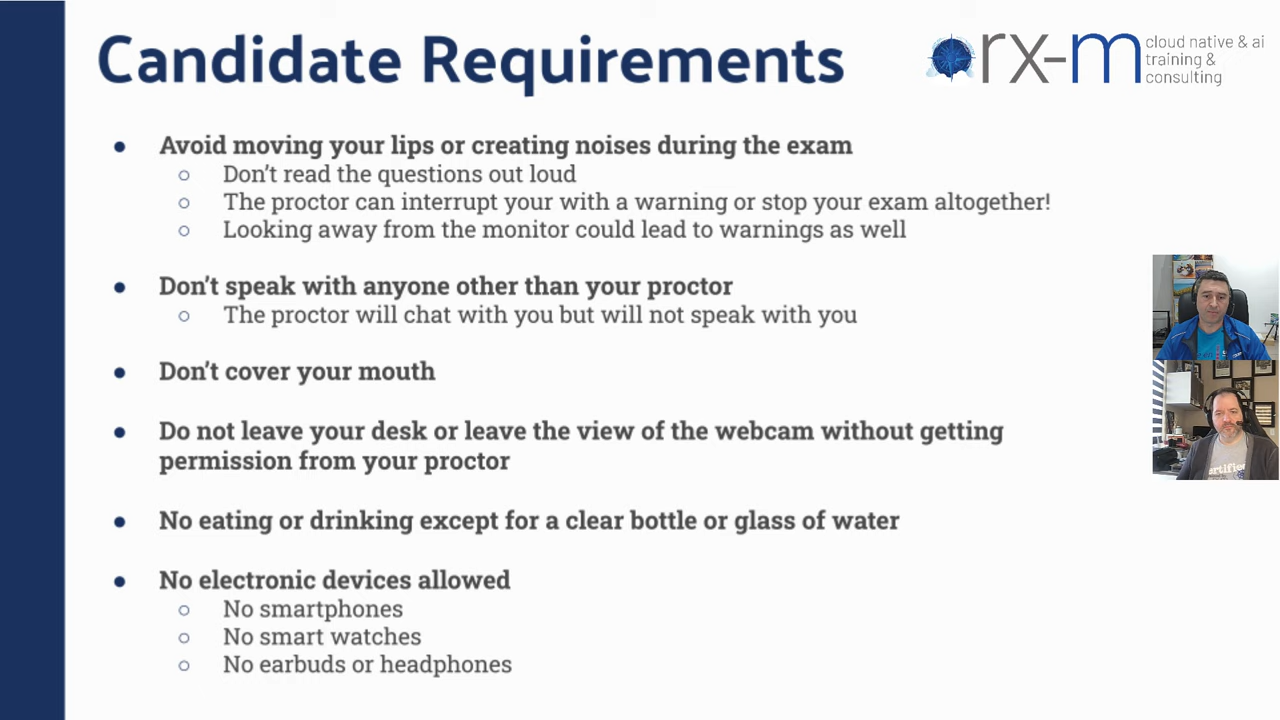 Candidate Requirements
rx-m
cloud native & ai
training &
consulting
Avoid moving your lips or creating noises during the exam
Don’t read the questions out loud
The proctor can interrupt your with a warning or stop your exam altogether!
Looking away from the monitor could lead to warnings as well
Don’t speak with anyone other than your proctor
The proctor will chat with you but will not speak with you
Don’t cover your mouth
Do not leave your desk or leave the view of the webcam without getting
permission from your proctor
No eating or drinking except for a clear bottle or glass of water
No electronic devices allowed
No smartphones
No smart watches
No earbuds or headphones